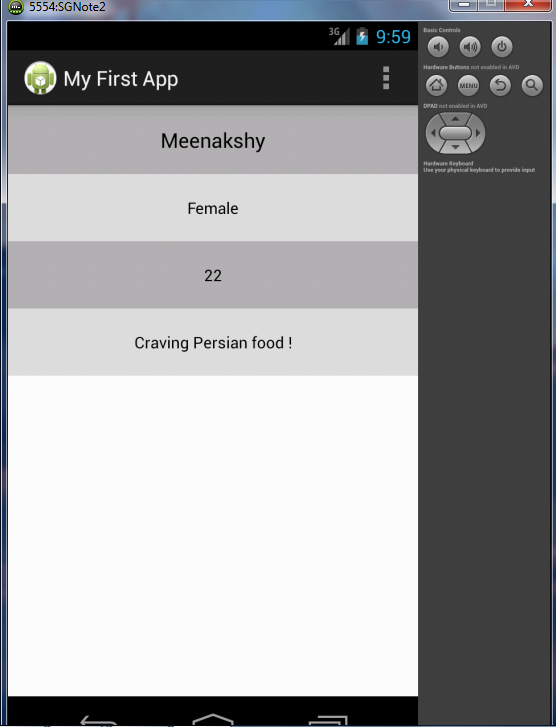 5554:SGNote2
3G 9:59
My First App
Meenakshy
Female
22
Craving Persian food !
Basic Controls
Hardware Buttons not enabled in AVD
MENU
DPAD not enabled in AVD
Hardware Keyboard
Use your physical keyboard to provide input